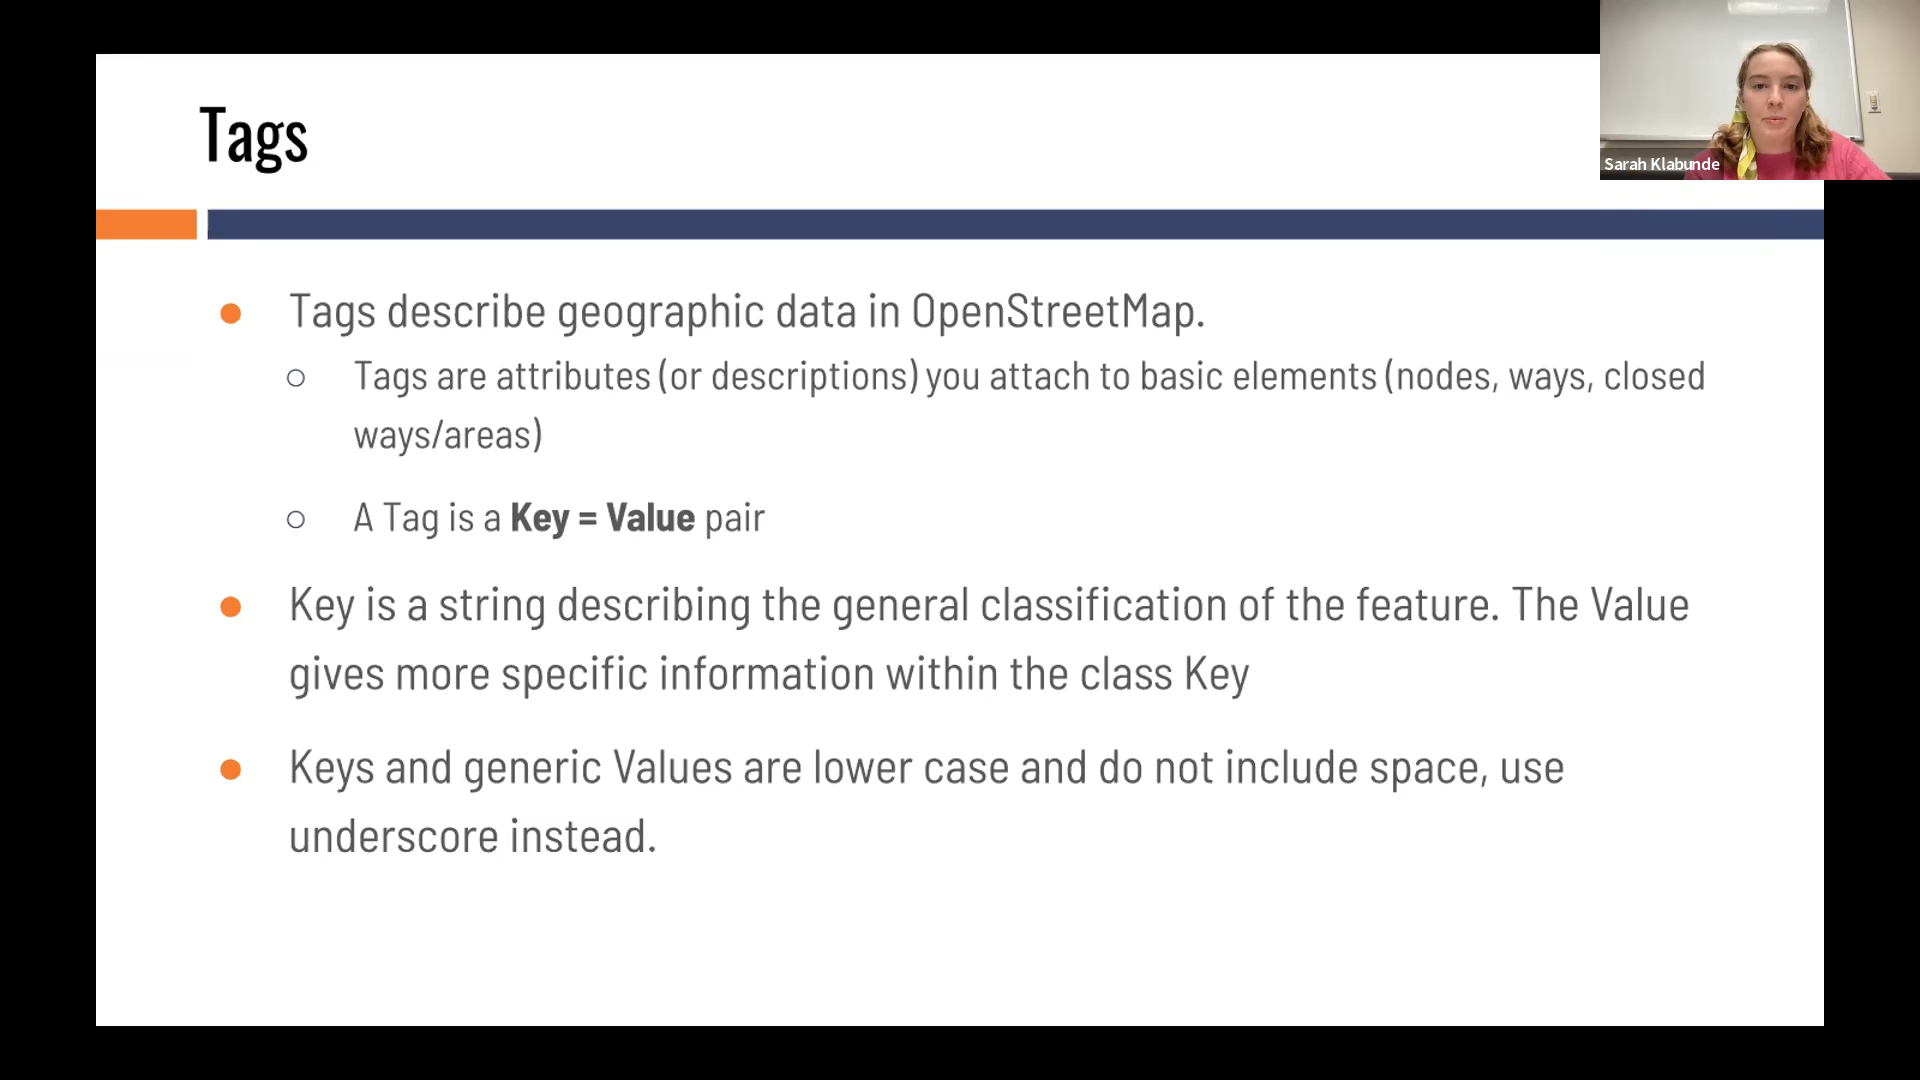 Tags
Sarah Klabunde
● Tags describe geographic data in OpenStreetMap.
○ Tags are attributes (or descriptions) you attach to basic elements (nodes, ways, closed
ways/areas)
○ A Tag is a Key = Value pair
● Key is a string describing the general classification of the feature. The Value
gives more specific information within the class Key
● Keys and generic Values are lower case and do not include space, use
underscore instead.